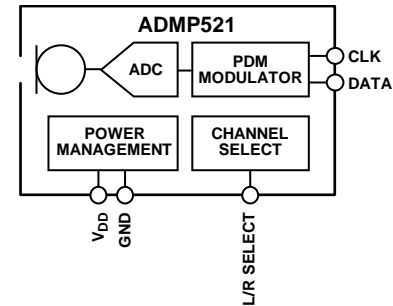 ADMP521
ADC
PDM
MODULATOR
CLK
DATA
POWER
MANAGEMENT
CHANNEL
SELECT
VDD
GND
L/R SELECT